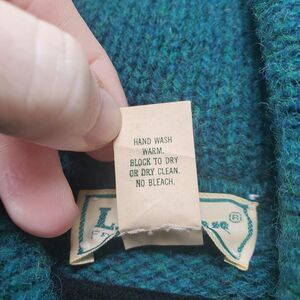 HAND WASH
WARM.
BLOCK TO DRY
OR DRY CLEAN.
NO BLEACH.
L.
®